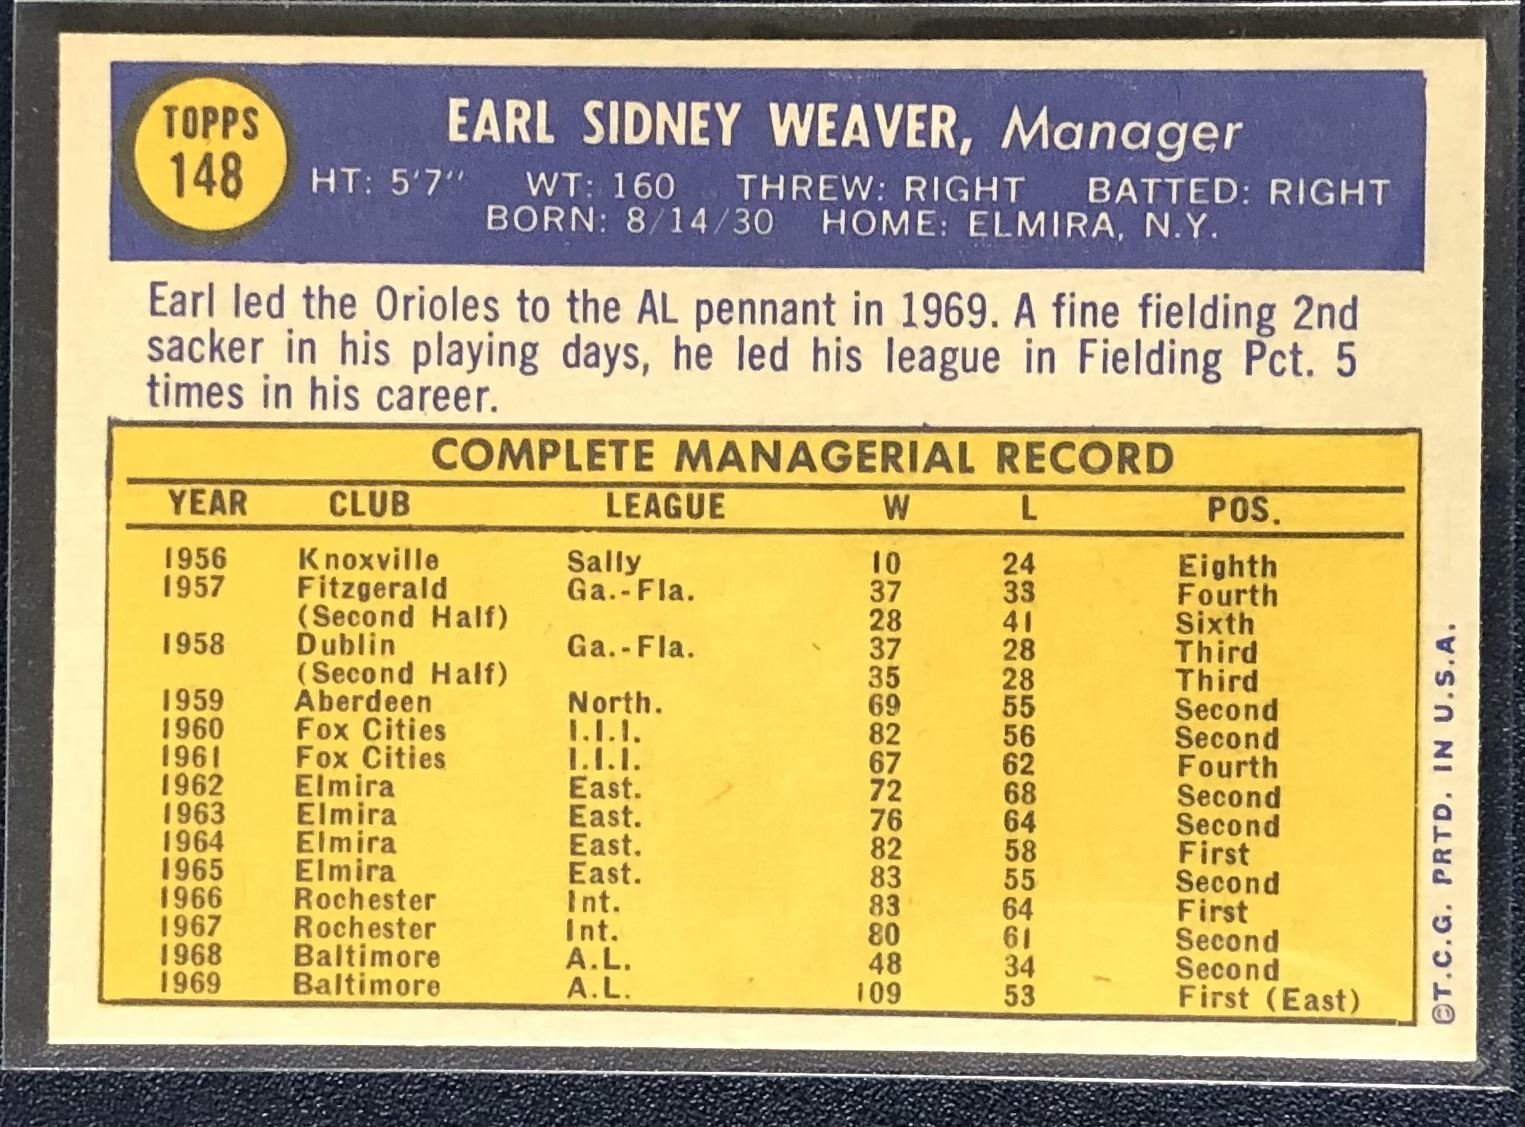 TOPPS
148
EARL SIDNEY WEAVER, Manager
HT: 5'7" WT: 160 THREW: RIGHT BATTED: RIGHT
BORN: 8/14/30 HOME: ELMIRA, N.Y.
Earl led the Orioles to the AL pennant in 1969. A fine fielding 2nd
sacker in his playing days, he led his league in Fielding Pct. 5
times in his career.
COMPLETE MANAGERIAL RECORD
YEAR CLUB LEAGUE W L POS.
1956 Knoxville Sally 10 24 Eighth
1957 Fitzgerald Ga.-Fla. 37 33 Fourth
(Second Half) 28 41 Sixth
1958 Dublin Ga.-Fla. 37 28 Third
(Second Half) 35 28 Third
1959 Aberdeen North. 69 55 Second
1960 Fox Cities I.I.I. 82 56 Second
1961 Fox Cities I.I.I. 67 62 Fourth
1962 Elmira East. 72 68 Second
1963 Elmira East. 76 64 Second
1964 Elmira East. 82 58 First
1965 Elmira East. 83 55 Second
1966 Rochester Int. 83 64 First
1967 Rochester Int. 80 61 Second
1968 Baltimore A.L. 48 34 Second
1969 Baltimore A.L. 109 53 First (East)
©T.C.G. PRTD. IN U.S.A.